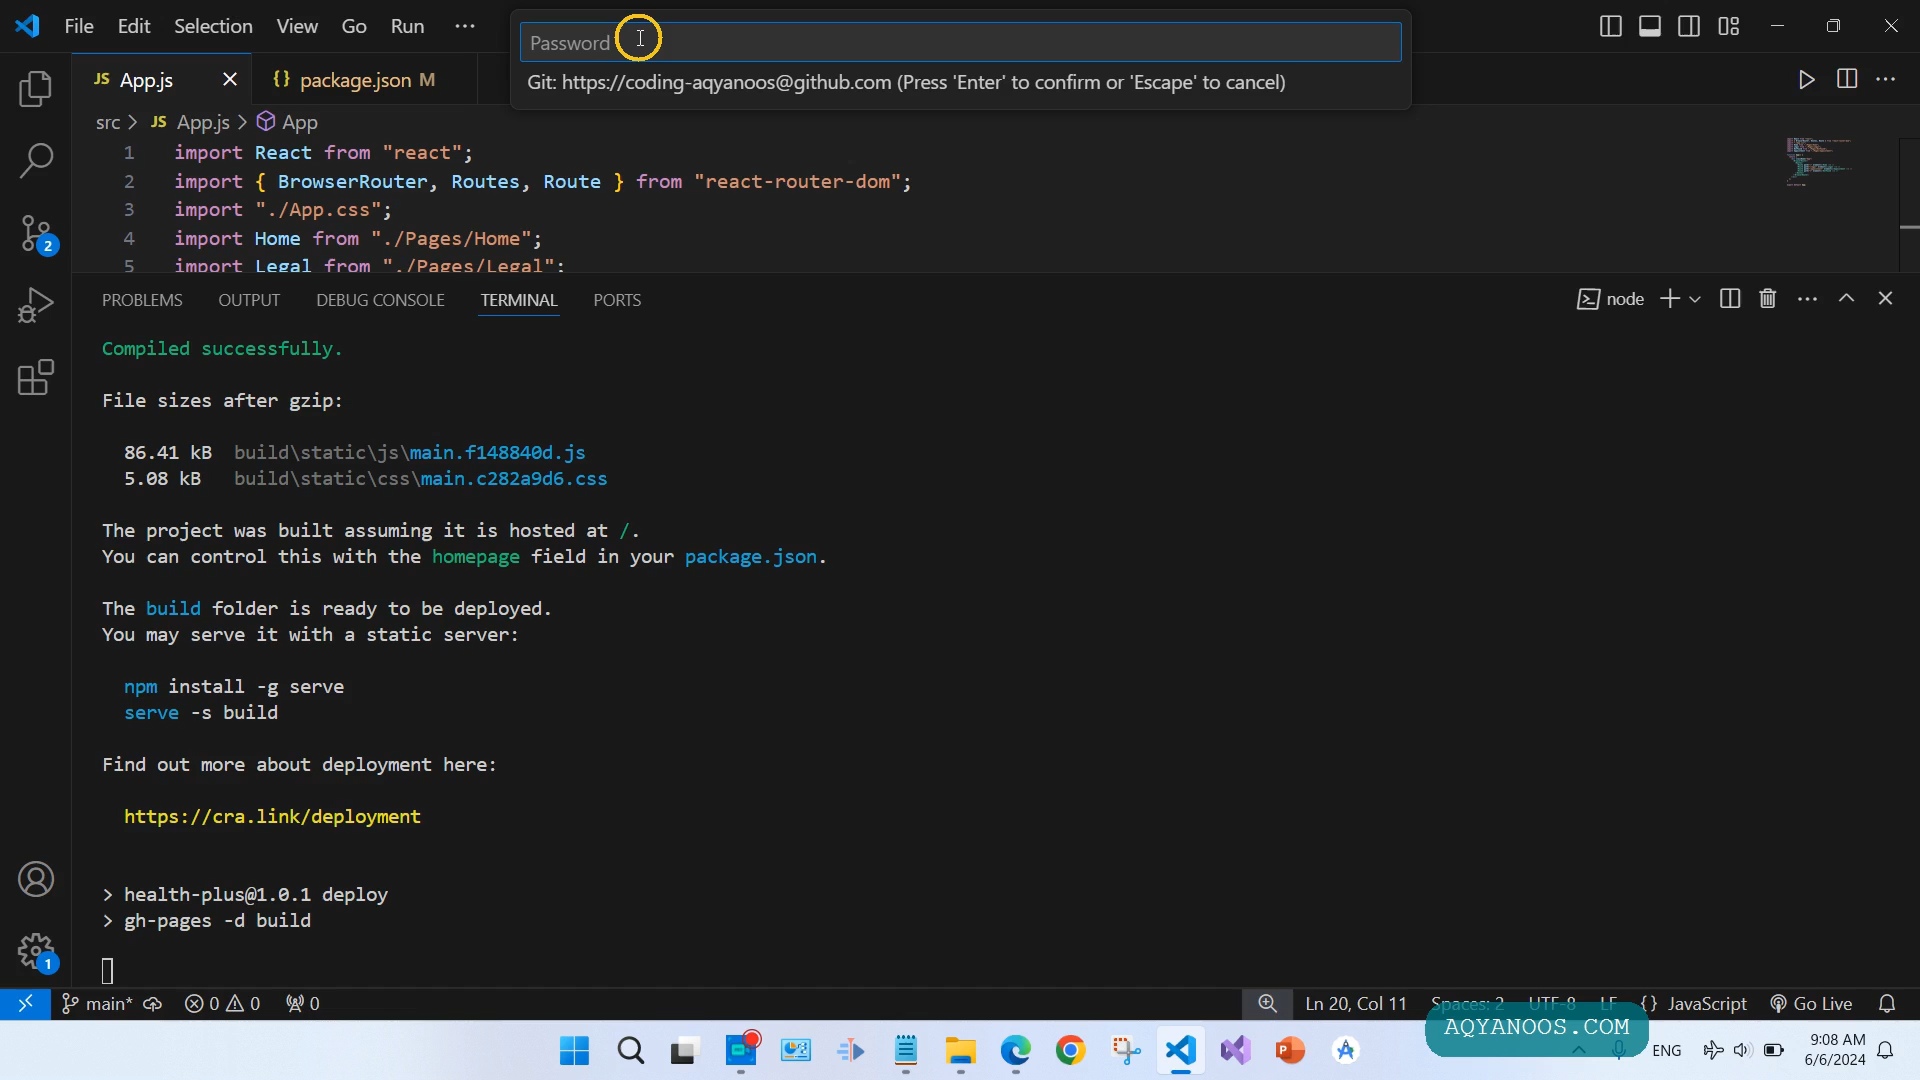 File Edit Selection View Go Run ···
Password
Git: https://coding-aqyanoos@github.com (Press 'Enter' to confirm or 'Escape' to cancel)
JS App.js {} package.json M
src > JS App.js > App
1 import React from "react";
2 import { BrowserRouter, Routes, Route } from "react-router-dom";
3 import "./App.css";
4 import Home from "./Pages/Home";
5 import Legal from "./Pages/Legal";
PROBLEMS OUTPUT DEBUG CONSOLE TERMINAL PORTS
node
2
Compiled successfully.
File sizes after gzip:
86.41 kB build\static\js\main.f148840d.js
5.08 kB build\static\css\main.c282a9d6.css
The project was built assuming it is hosted at /.
You can control this with the homepage field in your package.json.
The build folder is ready to be deployed.
You may serve it with a static server:
npm install -g serve
serve -s build
Find out more about deployment here:
https://cra.link/deployment
> health-plus@1.0.1 deploy
> gh-pages -d build
1
main* 0 0 0
Ln 20, Col 11 Spaces: 2 UTF-8 LF {} JavaScript Go Live
AQYANOOS.COM
ENG
9:08 AM
6/6/2024